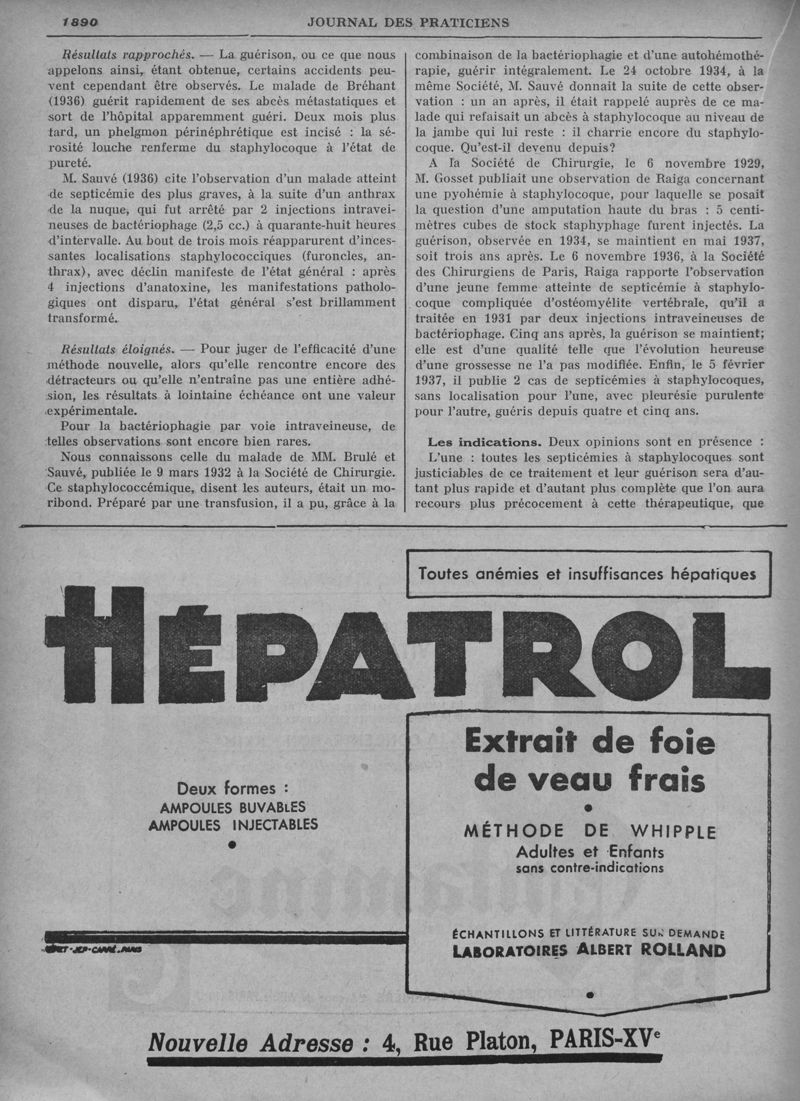 1890
JOURNAL DES PRATICIENS
Résultats rapprochés. — La guérison, ou ce que nous
appelons ainsi, étant obtenue, certains accidents peu-
vent cependant être observés. Le malade de Bréhant
(1936) guérit rapidement de ses abcès métastatiques et
sort de l'hôpital apparemment guéri. Deux mois plus
tard, un phelgmon périnéphrétique est incisé : la sé-
rosité louche renferme du staphylocoque à l'état de
pureté.
M. Sauvé (1936) cite l'observation d'un malade atteint
de septicémie des plus graves, à la suite d'un anthrax
de la nuque, qui fut arrêté par 2 injections intravei-
neuses de bactériophage (2,5 cc.) à quarante-huit heures
d'intervalle. Au bout de trois mois réapparurent d'inces-
santes localisations staphylococciques (furoncles, an-
thrax), avec déclin manifeste de l'état général : après
4 injections d'anatoxine, les manifestations patholo-
giques ont disparu, l'état général s'est brillamment
transformé.
Résultats éloignés. — Pour juger de l'efficacité d'une
méthode nouvelle, alors qu'elle rencontre encore des
détracteurs ou qu'elle n'entraîne pas une entière adhé-
sion, les résultats à lointaine échéance ont une valeur
expérimentale.
Pour la bactériophagie par voie intraveineuse, de
telles observations sont encore bien rares.
Nous connaissons celle du malade de MM. Brulé et
Sauvé, publiée le 9 mars 1932 à la Société de Chirurgie.
Ce staphylococcémique, disent les auteurs, était un mo-
ribond. Préparé par une transfusion, il a pu, grâce à la
combinaison de la bactériophagie et d'une autohémothé-
rapie, guérir intégralement. Le 24 octobre 1934, à la
même Société, M. Sauvé donnait la suite de cette obser-
vation : un an après, il était rappelé auprès de ce ma-
lade qui refaisait un abcès à staphylocoque au niveau de
la jambe qui lui reste : il charrie encore du staphylo-
coque. Qu'est-il devenu depuis?
A la Société de Chirurgie, le 6 novembre 1929,
M. Gosset publiait une observation de Raiga concernant
une pyohémie à staphylocoque, pour laquelle se posait
la question d'une amputation haute du bras : 5 centi-
mètres cubes de stock staphyphage furent injectés. La
guérison, observée en 1934, se maintient en mai 1937,
soit trois ans après. Le 6 novembre 1936, à la Société
des Chirurgiens de Paris, Raiga rapporte l'observation
d'une jeune femme atteinte de septicémie à staphylo-
coque compliquée d'ostéomyélite vertébrale, qu'il a
traitée en 1931 par deux injections intraveineuses de
bactériophage. Cinq ans après, la guérison se maintient;
elle est d'une qualité telle que l'évolution heureuse
d'une grossesse ne l'a pas modifiée. Enfin, le 5 février
1937, il publie 2 cas de septicémies à staphylocoques,
sans localisation pour l'une, avec pleurésie purulente
pour l'autre, guéris depuis quatre et cinq ans.
Les indications. Deux opinions sont en présence :
L'une : toutes les septicémies à staphylocoques sont
justiciables de ce traitement et leur guérison sera d'au-
tant plus rapide et d'autant plus complète que l'on aura
recours plus précocement à cette thérapeutique, que
Toutes anémies et insuffisances hépatiques
HÉPATROL
Extrait de foie
de veau frais
Deux formes :
AMPOULES BUVABLES
AMPOULES INJECTABLES
MÉTHODE DE WHIPPLE
Adultes et Enfants
sans contre-indications
ÉCHANTILLONS ET LITTÉRATURE SUR DEMANDE
LABORATOIRES ALBERT ROLLAND
Nouvelle Adresse : 4, Rue Platon, PARIS-XVe